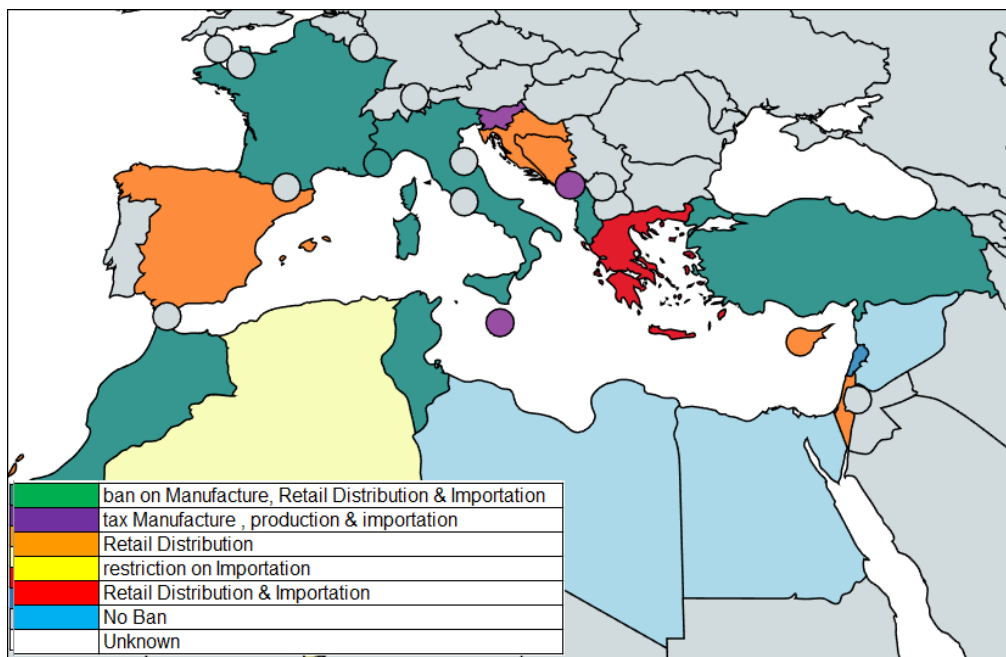 ban on Manufacture, Retail Distribution & Importation
tax Manufacture , production & importation
Retail Distribution
restriction on Importation
Retail Distribution & Importation
No Ban
Unknown